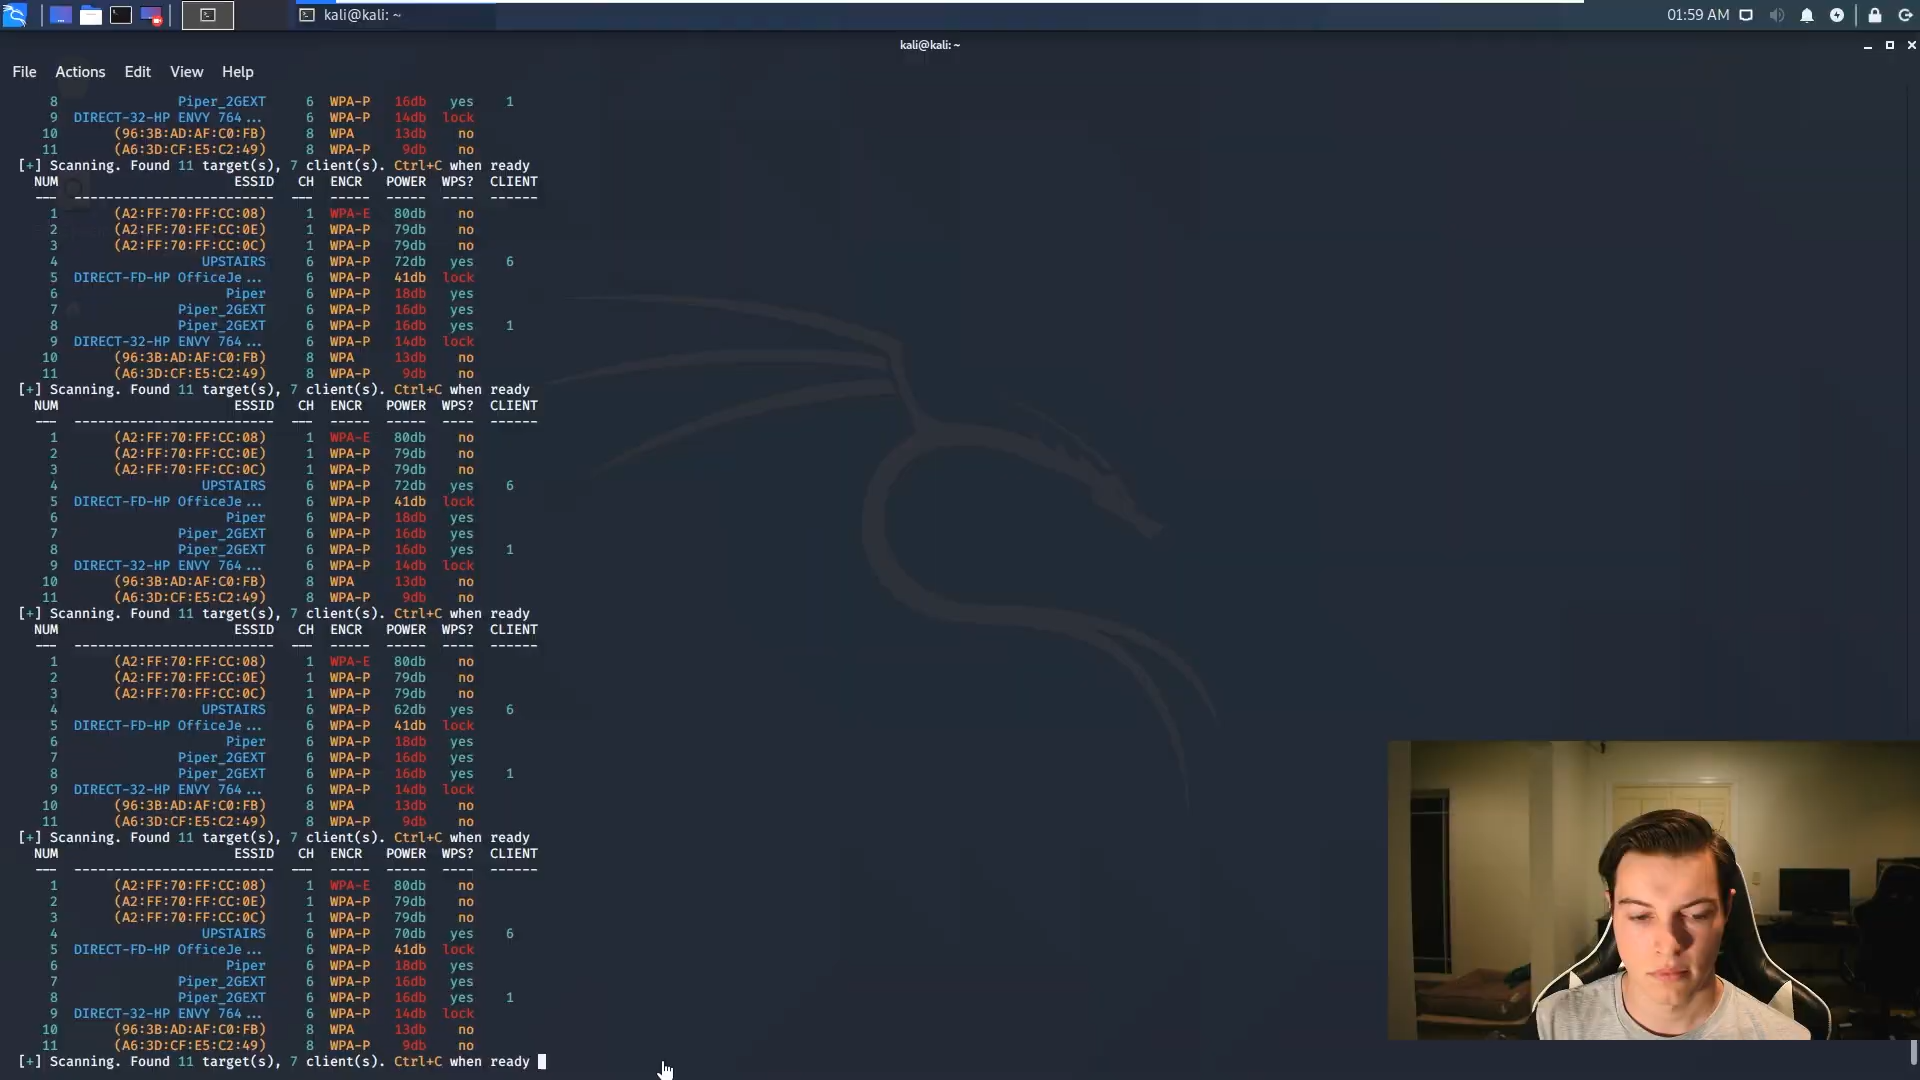 kali@kali: ~
01:59 AM
kali@kali: ~
File Actions Edit View Help
8 Piper_2GEXT 6 WPA-P 16db yes 1
9 DIRECT-32-HP ENVY 764... 6 WPA-P 14db lock
10 (96:3B:AD:AF:C0:FB) 8 WPA 13db no
11 (A6:3D:CF:E5:C2:49) 8 WPA-P 9db no
[+] Scanning. Found 11 target(s), 7 client(s). Ctrl+C when ready
NUM ESSID CH ENCR POWER WPS? CLIENT
--- ------------------------- --- ----- ----- ---- ------
1 (A2:FF:70:FF:CC:08) 1 WPA-E 80db no
2 (A2:FF:70:FF:CC:0E) 1 WPA-P 79db no
3 (A2:FF:70:FF:CC:0C) 1 WPA-P 79db no
4 UPSTAIRS 6 WPA-P 72db yes 6
5 DIRECT-FD-HP OfficeJe... 6 WPA-P 41db lock
6 Piper 6 WPA-P 18db yes
7 Piper_2GEXT 6 WPA-P 16db yes
8 Piper_2GEXT 6 WPA-P 16db yes 1
9 DIRECT-32-HP ENVY 764... 6 WPA-P 14db lock
10 (96:3B:AD:AF:C0:FB) 8 WPA 13db no
11 (A6:3D:CF:E5:C2:49) 8 WPA-P 9db no
[+] Scanning. Found 11 target(s), 7 client(s). Ctrl+C when ready
NUM ESSID CH ENCR POWER WPS? CLIENT
--- ------------------------- --- ----- ----- ---- ------
1 (A2:FF:70:FF:CC:08) 1 WPA-E 80db no
2 (A2:FF:70:FF:CC:0E) 1 WPA-P 79db no
3 (A2:FF:70:FF:CC:0C) 1 WPA-P 79db no
4 UPSTAIRS 6 WPA-P 72db yes 6
5 DIRECT-FD-HP OfficeJe... 6 WPA-P 41db lock
6 Piper 6 WPA-P 18db yes
7 Piper_2GEXT 6 WPA-P 16db yes
8 Piper_2GEXT 6 WPA-P 16db yes 1
9 DIRECT-32-HP ENVY 764... 6 WPA-P 14db lock
10 (96:3B:AD:AF:C0:FB) 8 WPA 13db no
11 (A6:3D:CF:E5:C2:49) 8 WPA-P 9db no
[+] Scanning. Found 11 target(s), 7 client(s). Ctrl+C when ready
NUM ESSID CH ENCR POWER WPS? CLIENT
--- ------------------------- --- ----- ----- ---- ------
1 (A2:FF:70:FF:CC:08) 1 WPA-E 80db no
2 (A2:FF:70:FF:CC:0E) 1 WPA-P 79db no
3 (A2:FF:70:FF:CC:0C) 1 WPA-P 79db no
4 UPSTAIRS 6 WPA-P 62db yes 6
5 DIRECT-FD-HP OfficeJe... 6 WPA-P 41db lock
6 Piper 6 WPA-P 18db yes
7 Piper_2GEXT 6 WPA-P 16db yes
8 Piper_2GEXT 6 WPA-P 16db yes 1
9 DIRECT-32-HP ENVY 764... 6 WPA-P 14db lock
10 (96:3B:AD:AF:C0:FB) 8 WPA 13db no
11 (A6:3D:CF:E5:C2:49) 8 WPA-P 9db no
[+] Scanning. Found 11 target(s), 7 client(s). Ctrl+C when ready
NUM ESSID CH ENCR POWER WPS? CLIENT
--- ------------------------- --- ----- ----- ---- ------
1 (A2:FF:70:FF:CC:08) 1 WPA-E 80db no
2 (A2:FF:70:FF:CC:0E) 1 WPA-P 79db no
3 (A2:FF:70:FF:CC:0C) 1 WPA-P 79db no
4 UPSTAIRS 6 WPA-P 70db yes 6
5 DIRECT-FD-HP OfficeJe... 6 WPA-P 41db lock
6 Piper 6 WPA-P 18db yes
7 Piper_2GEXT 6 WPA-P 16db yes
8 Piper_2GEXT 6 WPA-P 16db yes 1
9 DIRECT-32-HP ENVY 764... 6 WPA-P 14db lock
10 (96:3B:AD:AF:C0:FB) 8 WPA 13db no
11 (A6:3D:CF:E5:C2:49) 8 WPA-P 9db no
[+] Scanning. Found 11 target(s), 7 client(s). Ctrl+C when ready